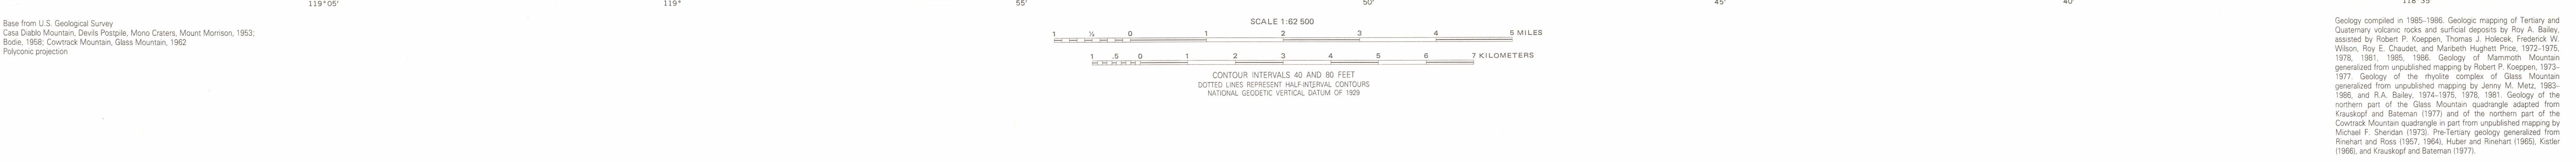 119°05' 119° 55' 50' 45' 40' 118°35'
Base from U.S. Geological Survey
Casa Diablo Mountain, Devils Postpile, Mono Craters, Mount Morrison, 1953;
Bodie, 1958; Cowtrack Mountain, Glass Mountain, 1962
Polyconic projection
SCALE 1:62 500
1 ½ 0 1 2 3 4 5 MILES
1 .5 0 1 2 3 4 5 6 7 KILOMETERS
CONTOUR INTERVALS 40 AND 80 FEET
DOTTED LINES REPRESENT HALF-INTERVAL CONTOURS
NATIONAL GEODETIC VERTICAL DATUM OF 1929
Geology compiled in 1985–1986. Geologic mapping of Tertiary and
Quaternary volcanic rocks and surficial deposits by Roy A. Bailey,
assisted by Robert P. Koeppen, Thomas J. Holecek, Frederick W.
Wilson, Roy E. Chaudet, and Maribeth Hughett Price, 1972–1975,
1978, 1981, 1985, 1986. Geology of Mammoth Mountain
generalized from unpublished mapping by Robert P. Koeppen, 1973–
1977. Geology of the rhyolite complex of Glass Mountain
generalized from unpublished mapping by Jenny M. Metz, 1983–
1986, and R.A. Bailey, 1974–1975, 1978, 1981. Geology of the
northern part of the Glass Mountain quadrangle adapted from
Krauskopf and Bateman (1977) and of the northern part of the
Cowtrack Mountain quadrangle in part from unpublished mapping by
Michael F. Sheridan (1973). Pre-Tertiary geology generalized from
Rinehart and Ross (1957, 1964), Huber and Rinehart (1965), Kistler
(1966), and Krauskopf and Bateman (1977).